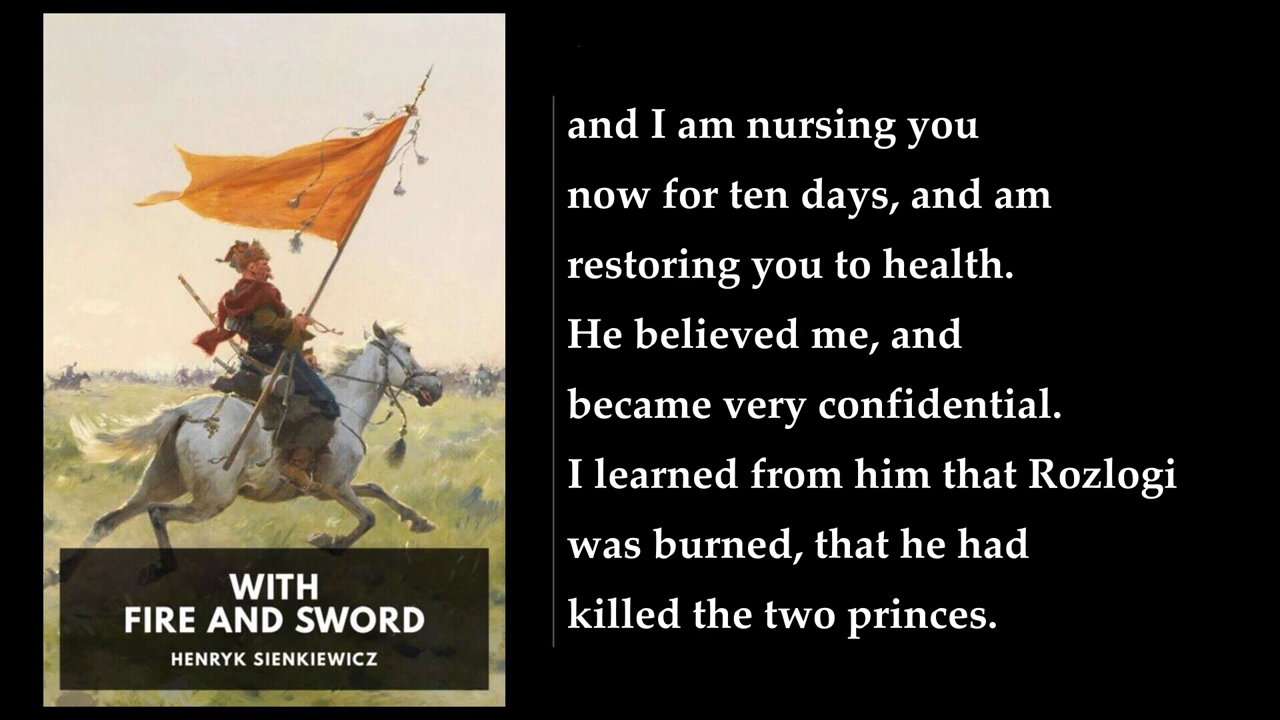 WITH
FIRE AND SWORD
HENRYK SIENKIEWICZ
and I am nursing you
now for ten days, and am
restoring you to health.
He believed me, and
became very confidential.
I learned from him that Rozlogi
was burned, that he had
killed the two princes.